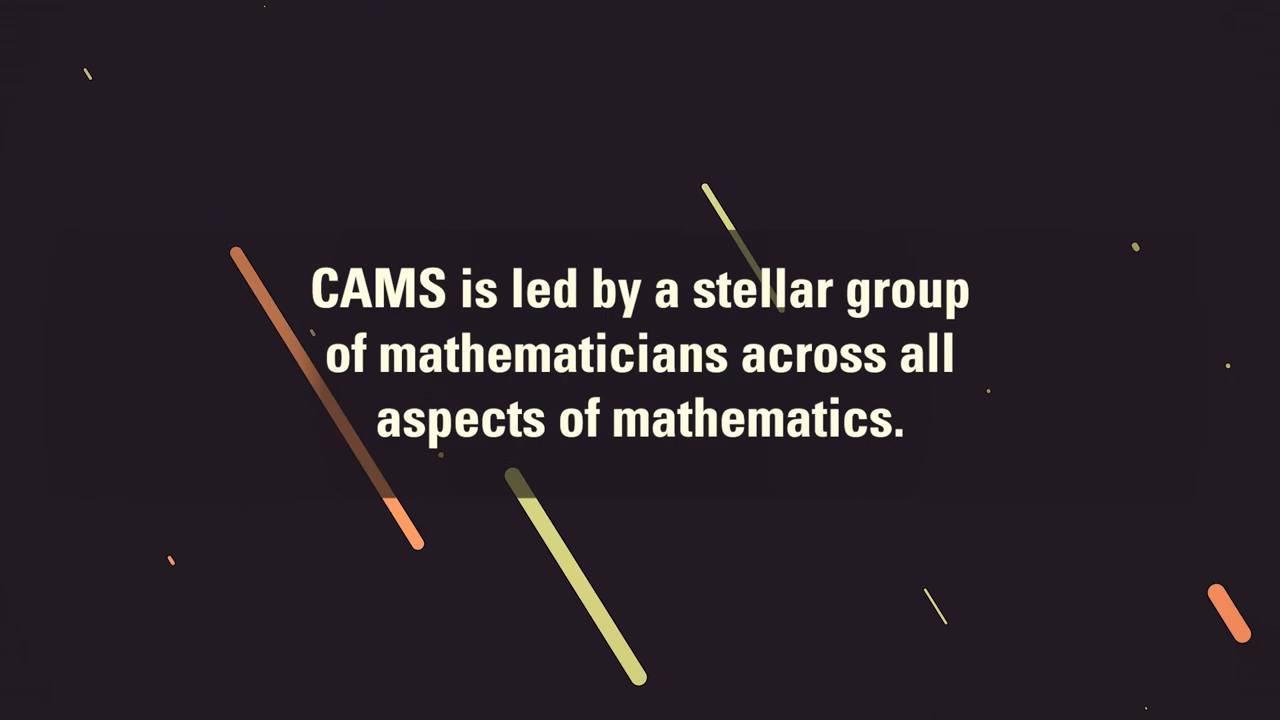 CAMS is led by a stellar group
of mathematicians across all
aspects of mathematics.